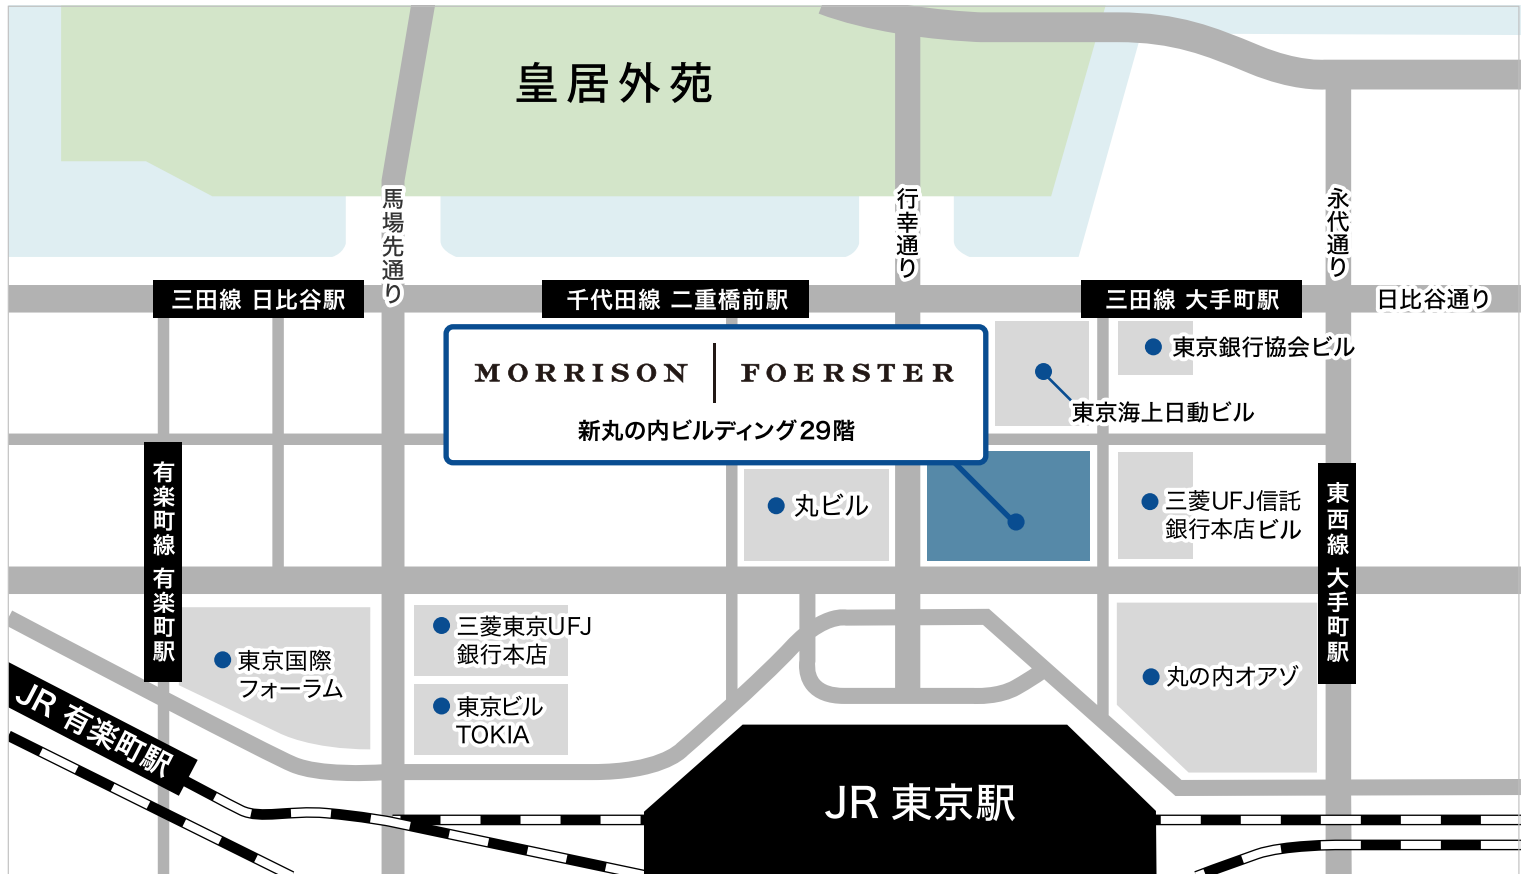 皇居外苑
馬場先通り
行幸通り
永代通り
三田線 日比谷駅
千代田線 二重橋前駅
三田線 大手町駅
日比谷通り
東京銀行協会ビル
MORRISON | FOERSTER
新丸の内ビルディング29階
東京海上日動ビル
有楽町線 有楽町駅
丸ビル
三菱UFJ信託
銀行本店ビル
東西線 大手町駅
三菱東京UFJ
銀行本店
東京国際
フォーラム
丸の内オアゾ
東京ビル
TOKIA
JR 有楽町駅
JR 東京駅